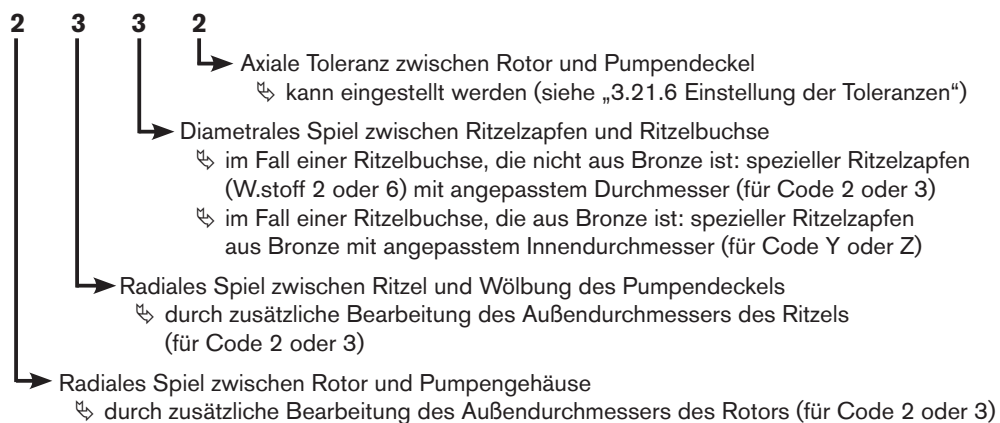 2 3 3 2
Axiale Toleranz zwischen Rotor und Pumpendeckel
kann eingestellt werden (siehe „3.21.6 Einstellung der Toleranzen“)
Diametrales Spiel zwischen Ritzelzapfen und Ritzelbuchse
im Fall einer Ritzelbuchse, die nicht aus Bronze ist: spezieller Ritzelzapfen
(W.stoff 2 oder 6) mit angepasstem Durchmesser (für Code 2 oder 3)
im Fall einer Ritzelbuchse, die aus Bronze ist: spezieller Ritzelzapfen
aus Bronze mit angepasstem Innendurchmesser (für Code Y oder Z)
Radiales Spiel zwischen Ritzel und Wölbung des Pumpendeckels
durch zusätzliche Bearbeitung des Außendurchmessers des Ritzels
(für Code 2 oder 3)
Radiales Spiel zwischen Rotor und Pumpengehäuse
durch zusätzliche Bearbeitung des Außendurchmessers des Rotors (für Code 2 oder 3)